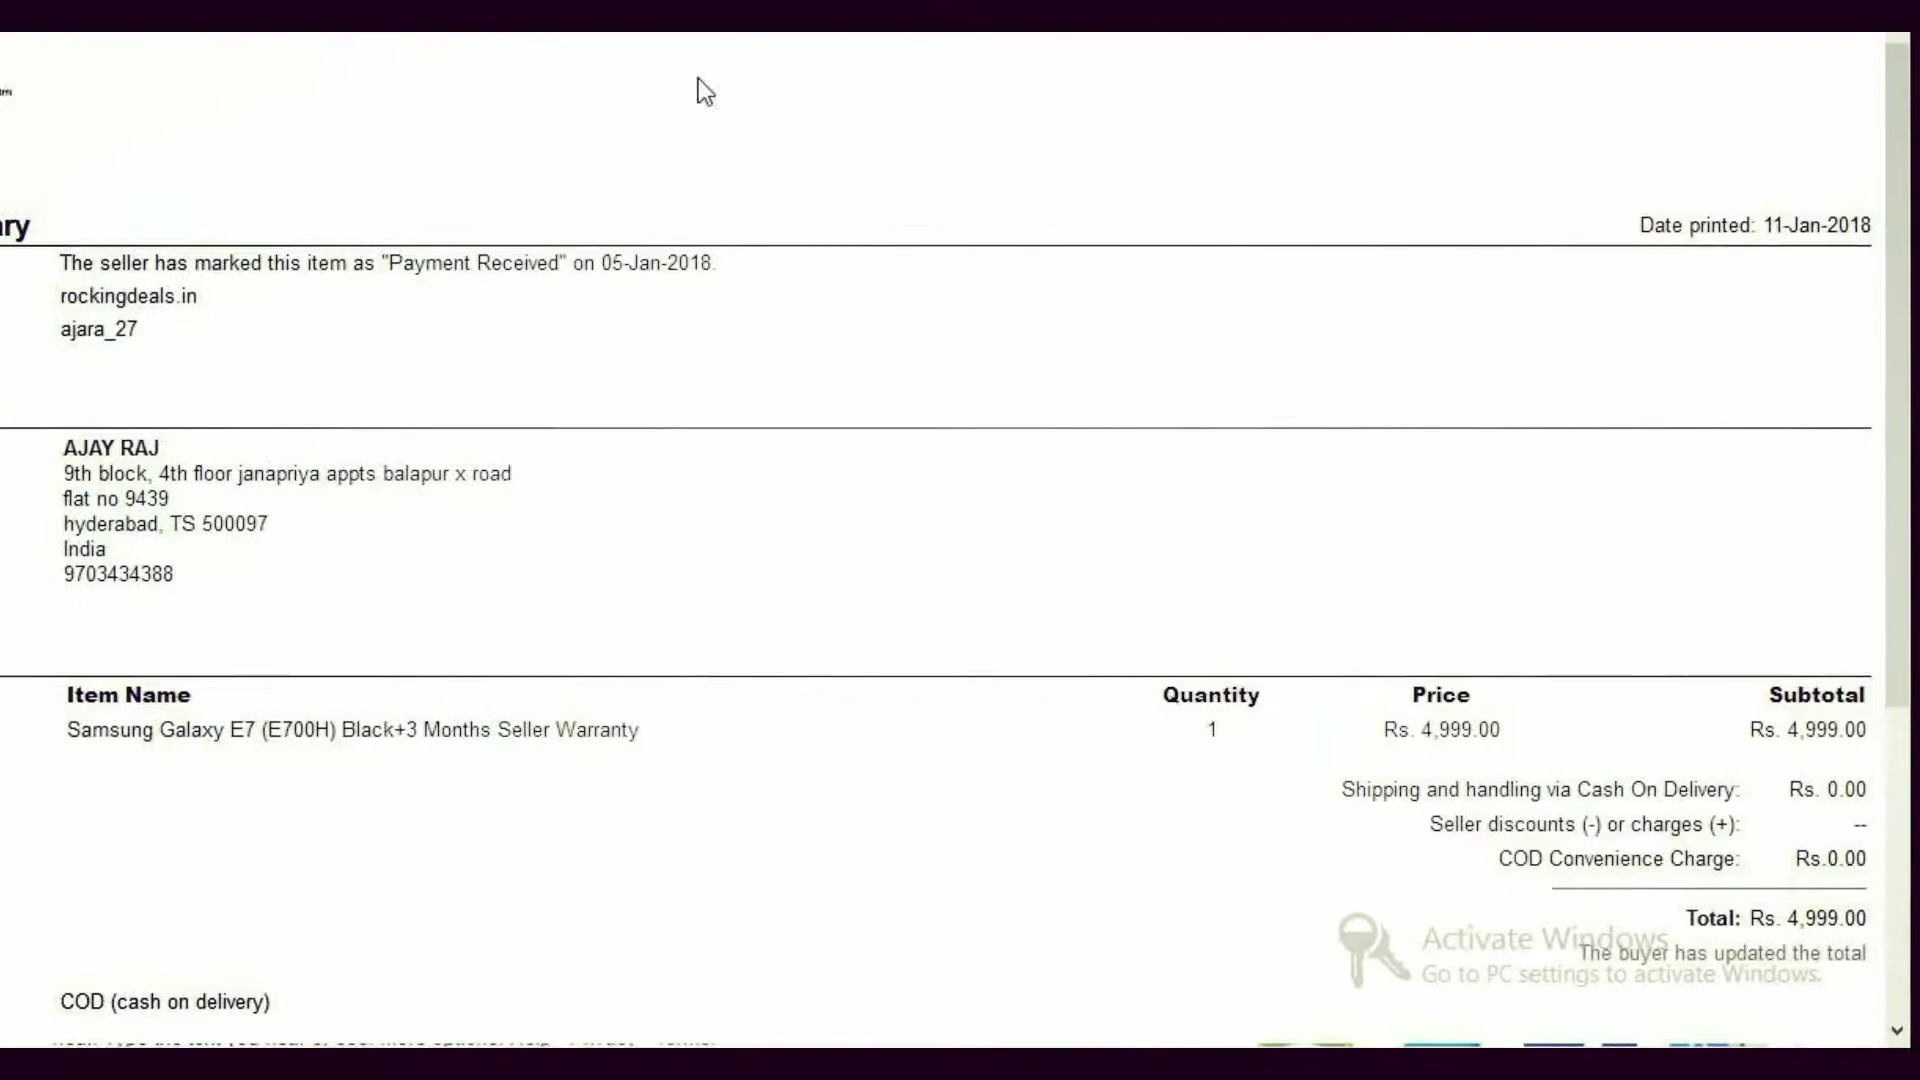 ary
Date printed: 11-Jan-2018
The seller has marked this item as "Payment Received" on 05-Jan-2018.
rockingdeals.in
ajara_27
AJAY RAJ
9th block, 4th floor janapriya appts balapur x road
flat no 9439
hyderabad, TS 500097
India
9703434388
Item Name Quantity Price Subtotal
Samsung Galaxy E7 (E700H) Black+3 Months Seller Warranty 1 Rs. 4,999.00 Rs. 4,999.00
Shipping and handling via Cash On Delivery: Rs. 0.00
Seller discounts (-) or charges (+): --
COD Convenience Charge: Rs.0.00
Total: Rs. 4,999.00
The buyer has updated the total
Activate Windows
Go to PC settings to activate Windows.
COD (cash on delivery)